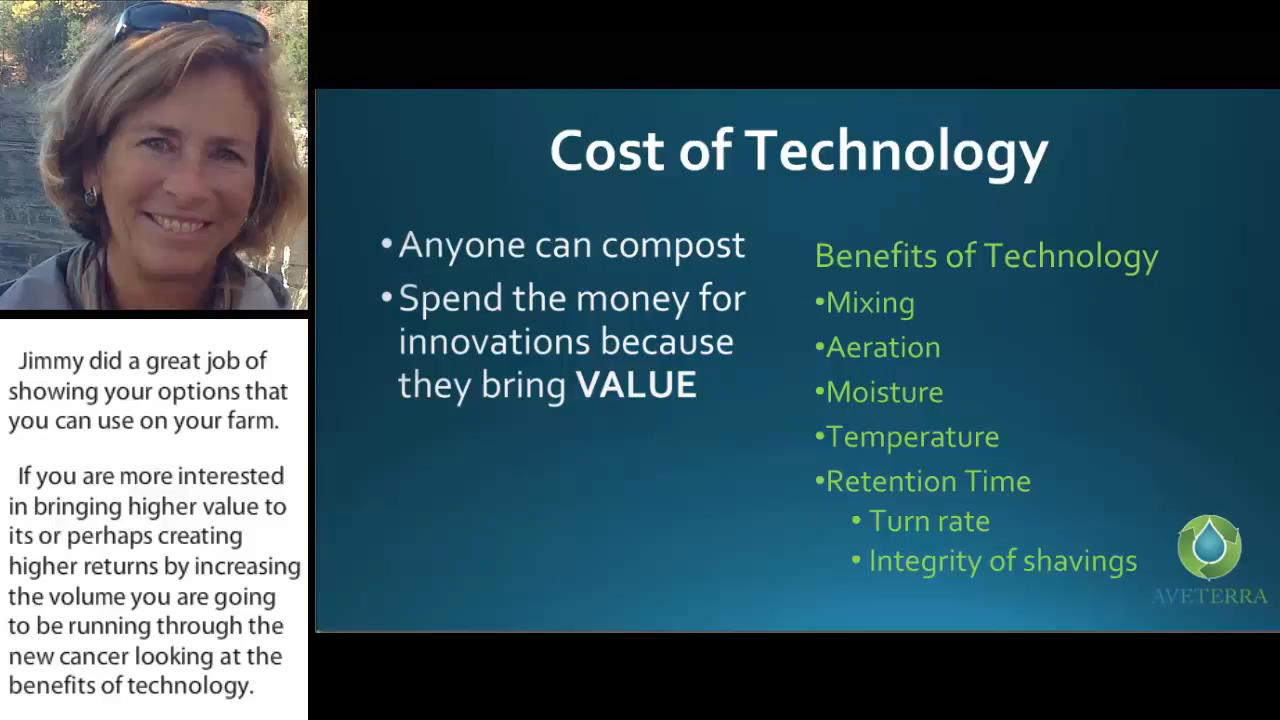 Jimmy did a great job of
showing your options that
you can use on your farm.
If you are more interested
in bringing higher value to
its or perhaps creating
higher returns by increasing
the volume you are going
to be running through the
new cancer looking at the
benefits of technology.
Cost of Technology
•Anyone can compost
•Spend the money for
innovations because
they bring VALUE
Benefits of Technology
•Mixing
•Aeration
•Moisture
•Temperature
•Retention Time
• Turn rate
• Integrity of shavings
AVETERRA